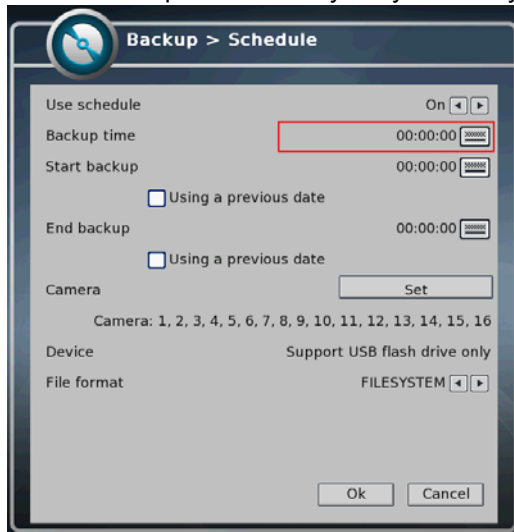 Backup > Schedule
Use schedule On
Backup time 00:00:00
Start backup 00:00:00
Using a previous date
End backup 00:00:00
Using a previous date
Camera Set
Camera: 1, 2, 3, 4, 5, 6, 7, 8, 9, 10, 11, 12, 13, 14, 15, 16
Device Support USB flash drive only
File format FILESYSTEM
Ok Cancel